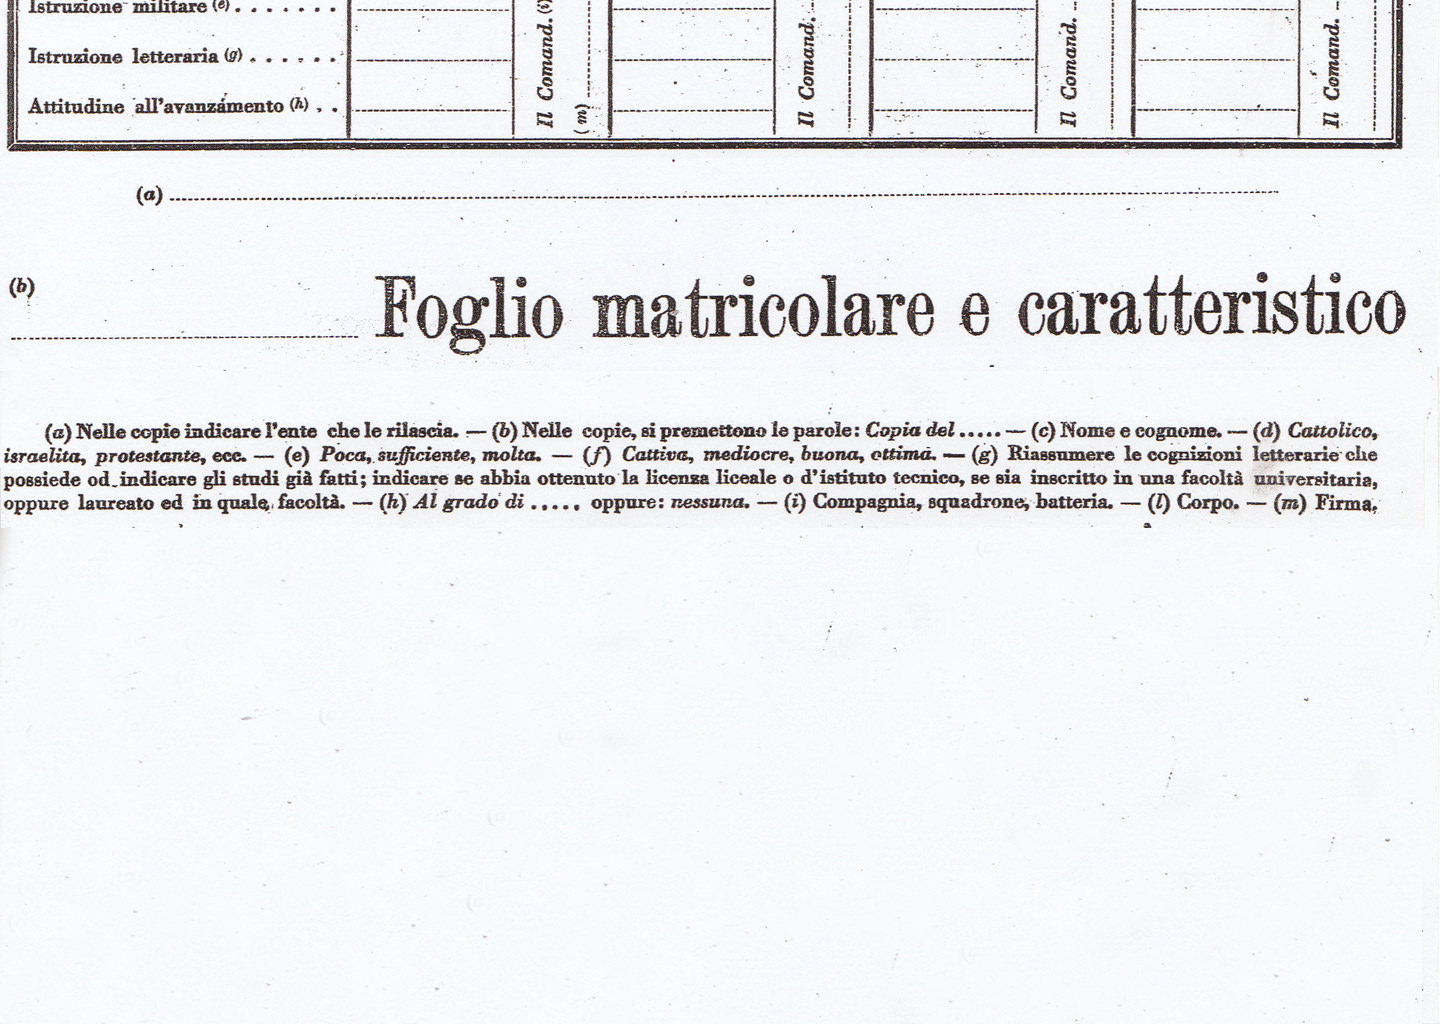 Istruzione militare (e) . . . . . . .
Istruzione letteraria (g) . . . . . .
Attitudine all'avanzamento (h) . .
Il Comand. (i)
(m)
Il Comand.
Il Comand.
Il Comand.
(a)
(b)
Foglio matricolare e caratteristico
(a) Nelle copie indicare l'ente che le rilascia. — (b) Nelle copie, si premettono le parole: Copia del ..... — (c) Nome e cognome. — (d) Cattolico,
israelita, protestante, ecc. — (e) Poca, sufficiente, molta. — (f) Cattiva, mediocre, buona, ottima. — (g) Riassumere le cognizioni letterarie che
possiede od indicare gli studi già fatti; indicare se abbia ottenuto la licenza liceale o d'istituto tecnico, se sia inscritto in una facoltà universitaria,
oppure laureato ed in quale facoltà. — (h) Al grado di ..... oppure: nessuna. — (i) Compagnia, squadrone, batteria. — (l) Corpo. — (m) Firma.